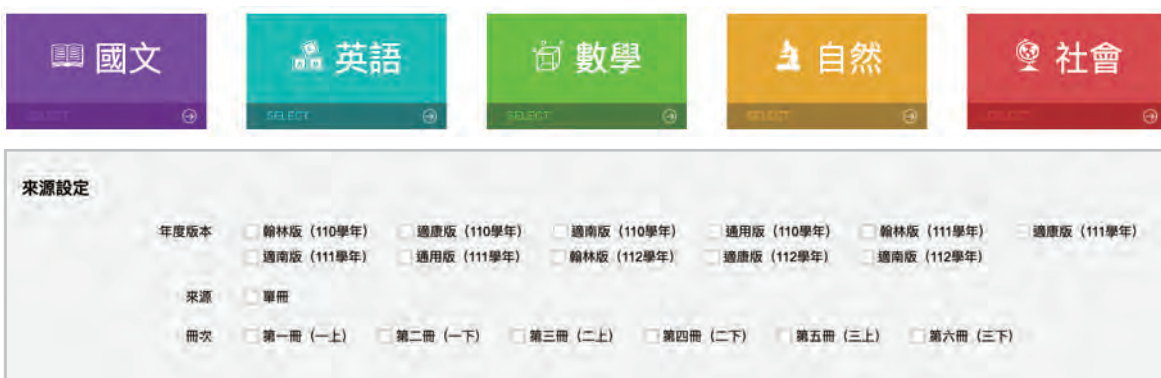 國文
英語
數學
自然
社會
SELECT
SELECT
SELECT
SELECT
SELECT
來源設定
年度版本 翰林版（110學年） 適康版（110學年） 適南版（110學年） 通用版（110學年） 翰林版（111學年） 適康版（111學年）
適南版（111學年） 通用版（111學年） 翰林版（112學年） 適康版（112學年） 適南版（112學年）
來源 單冊
冊次 第一冊（一上） 第二冊（一下） 第三冊（二上） 第四冊（二下） 第五冊（三上） 第六冊（三下）